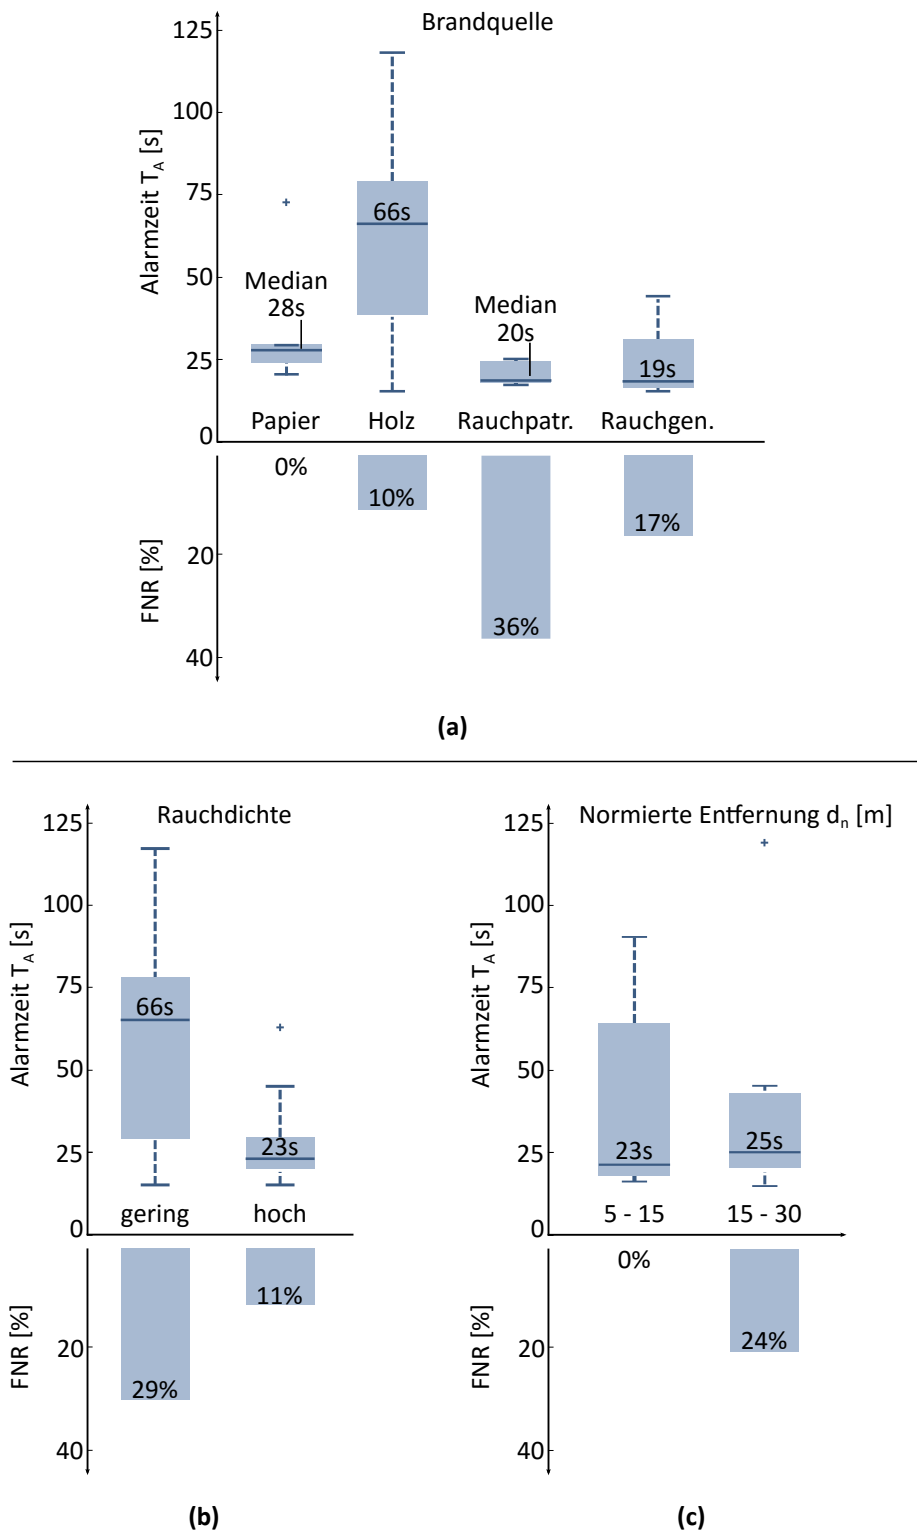 Brandquelle
125
100
75
50
25
0
Alarmzeit T_A [s]
66s
Median
28s
Median
20s
19s
Papier Holz Rauchpatr. Rauchgen.
0%
10%
36%
17%
FNR [%]
20
40
(a)
Rauchdichte
125
100
75
50
25
0
Alarmzeit T_A [s]
66s
23s
gering hoch
29%
11%
FNR [%]
20
40
(b)
Normierte Entfernung d_n [m]
125
100
75
50
25
0
Alarmzeit T_A [s]
23s
25s
5 - 15 15 - 30
0%
24%
FNR [%]
20
40
(c)